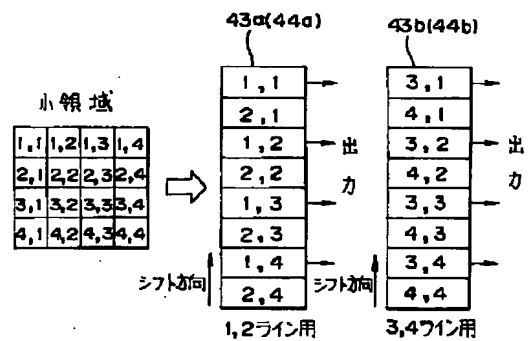 小領域
1,1 1,2 1,3 1,4
2,1 2,2 2,3 2,4
3,1 3,2 3,3 3,4
4,1 4,2 4,3 4,4
43a(44a)
1,1
2,1
1,2
2,2
1,3
2,3
1,4
2,4
出力
シフト方向
1,2ライン用
43b(44b)
3,1
4,1
3,2
4,2
3,3
4,3
3,4
4,4
出力
シフト方向
3,4ライン用